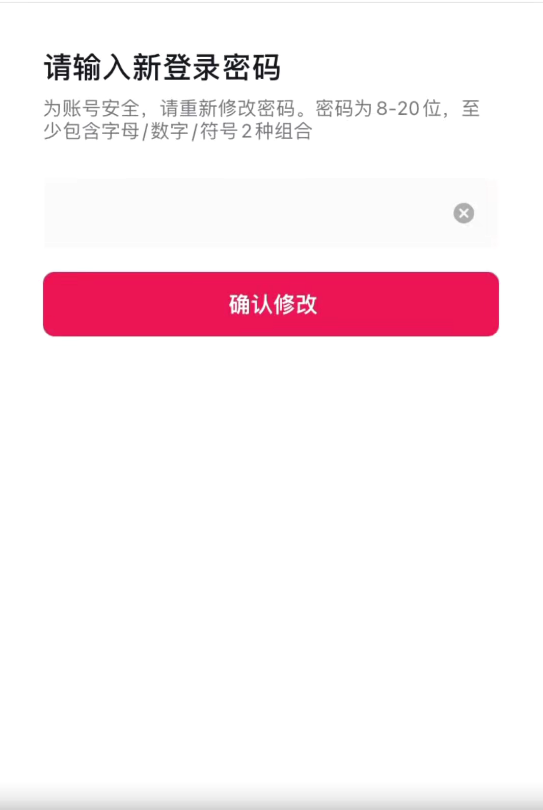 请输入新登录密码
为账号安全，请重新修改密码。密码为8-20位，至
少包含字母/数字/符号2种组合
确认修改